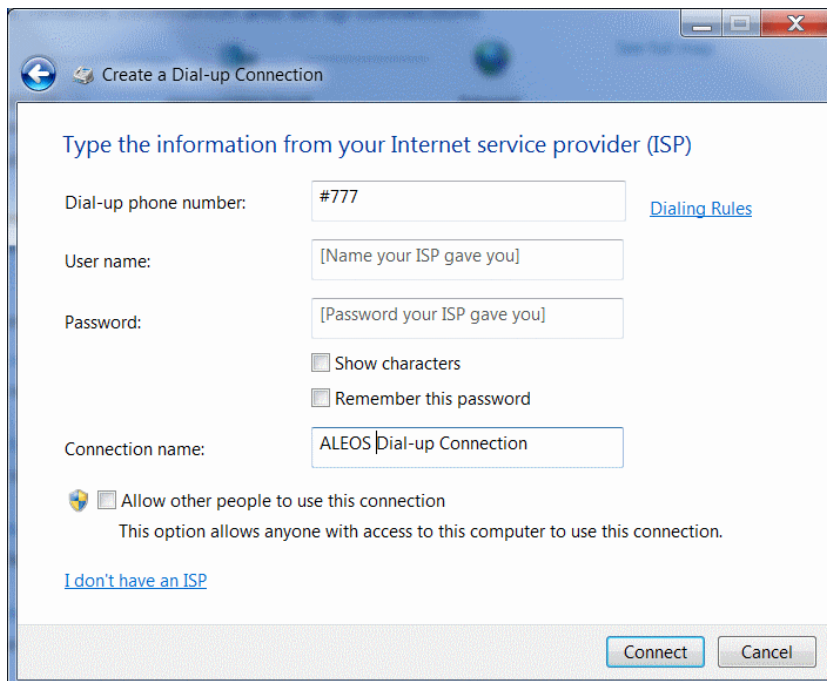 Create a Dial-up Connection
Type the information from your Internet service provider (ISP)
Dial-up phone number:
#777
Dialing Rules
User name:
[Name your ISP gave you]
Password:
[Password your ISP gave you]
Show characters
Remember this password
Connection name:
ALEOS Dial-up Connection
Allow other people to use this connection
This option allows anyone with access to this computer to use this connection.
I don't have an ISP
Connect
Cancel